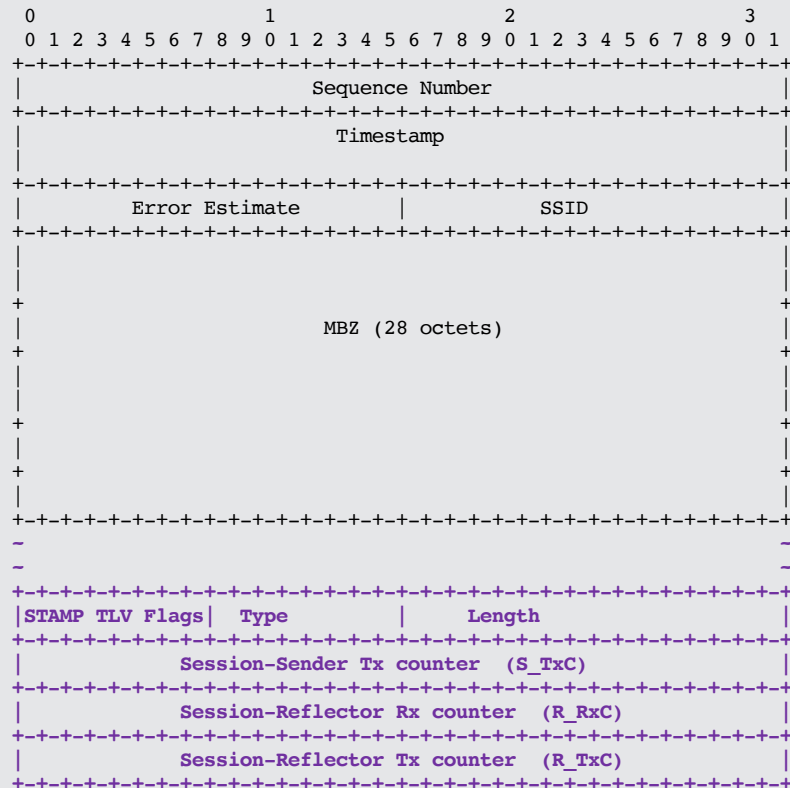 0                   1                   2                   3
 0 1 2 3 4 5 6 7 8 9 0 1 2 3 4 5 6 7 8 9 0 1 2 3 4 5 6 7 8 9 0 1
+-+-+-+-+-+-+-+-+-+-+-+-+-+-+-+-+-+-+-+-+-+-+-+-+-+-+-+-+-+-+-+-+
|                        Sequence Number                        |
+-+-+-+-+-+-+-+-+-+-+-+-+-+-+-+-+-+-+-+-+-+-+-+-+-+-+-+-+-+-+-+-+
|                          Timestamp                            |
|                                                               |
+-+-+-+-+-+-+-+-+-+-+-+-+-+-+-+-+-+-+-+-+-+-+-+-+-+-+-+-+-+-+-+-+
|         Error Estimate        |           SSID                |
+-+-+-+-+-+-+-+-+-+-+-+-+-+-+-+-+-+-+-+-+-+-+-+-+-+-+-+-+-+-+-+-+
|                                                               |
|                                                               |
+                                                               +
|                         MBZ (28 octets)                       |
+                                                               +
|                                                               |
|                                                               |
+                                                               +
|                                                               |
+                                                               +
|                                                               |
+-+-+-+-+-+-+-+-+-+-+-+-+-+-+-+-+-+-+-+-+-+-+-+-+-+-+-+-+-+-+-+-+
~                                                               ~
~                                                               ~
+-+-+-+-+-+-+-+-+-+-+-+-+-+-+-+-+-+-+-+-+-+-+-+-+-+-+-+-+-+-+-+-+
|STAMP TLV Flags|  Type         |     Length                    |
+-+-+-+-+-+-+-+-+-+-+-+-+-+-+-+-+-+-+-+-+-+-+-+-+-+-+-+-+-+-+-+-+
|             Session-Sender Tx counter  (S_TxC)                |
+-+-+-+-+-+-+-+-+-+-+-+-+-+-+-+-+-+-+-+-+-+-+-+-+-+-+-+-+-+-+-+-+
|             Session-Reflector Rx counter  (R_RxC)             |
+-+-+-+-+-+-+-+-+-+-+-+-+-+-+-+-+-+-+-+-+-+-+-+-+-+-+-+-+-+-+-+-+
|             Session-Reflector Tx counter  (R_TxC)             |
+-+-+-+-+-+-+-+-+-+-+-+-+-+-+-+-+-+-+-+-+-+-+-+-+-+-+-+-+-+-+-+-+